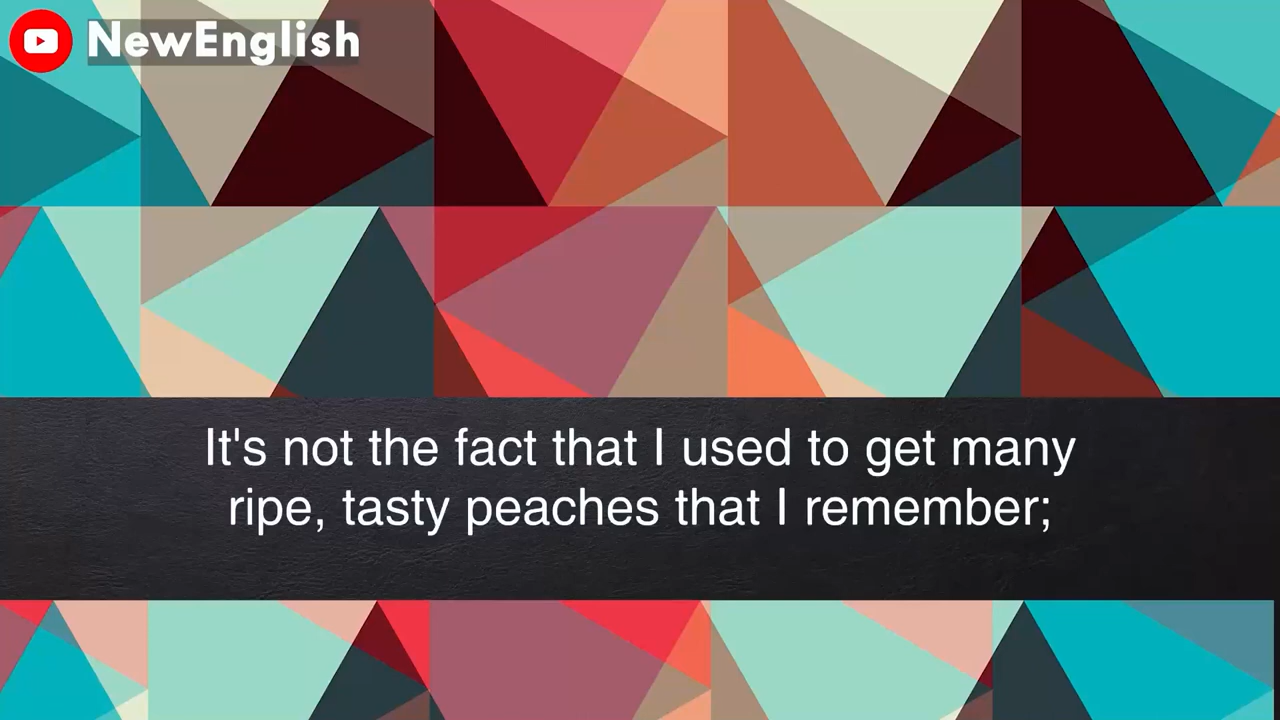 NewEnglish
It's not the fact that I used to get many
ripe, tasty peaches that I remember;